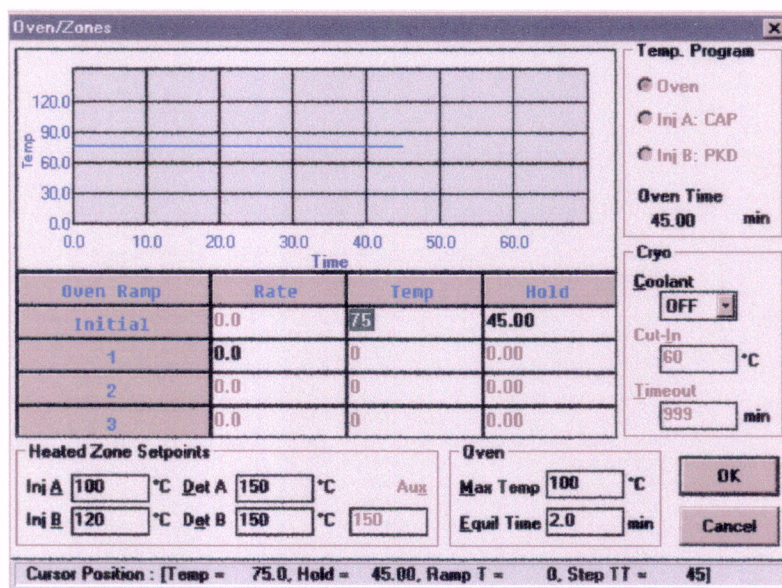 Oven/Zones
Temp. Program
Oven
Inj A: CAP
Inj B: PKD
Oven Time
45.00 min
Temp
120.0
90.0
60.0
30.0
0.0
0.0 10.0 20.0 30.0 40.0 50.0 60.0
Time
Cryo
Coolant
OFF
Cut-In
60 °C
Timeout
999 min
Oven Ramp Rate Temp Hold
Initial 0.0 75 45.00
1 0.0 0 0.00
2 0.0 0 0.00
3 0.0 0 0.00
Heated Zone Setpoints
Inj A 100 °C Det A 150 °C Aux
Inj B 120 °C Det B 150 °C 150
Oven
Max Temp 100 °C
Equil Time 2.0 min
OK
Cancel
Cursor Position : [Temp = 75.0, Hold = 45.00, Ramp T = 0, Step TT = 45]